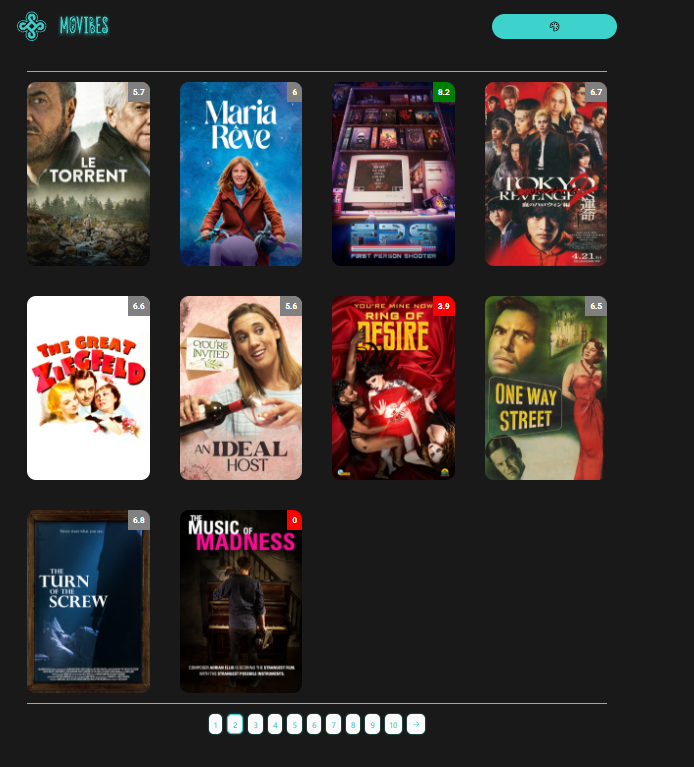 MOVIBES
5.7
LE
TORRENT
6
Maria
Rêve
8.2
FPS
FIRST PERSON SHOOTER
6.7
TOKYO
REVENGERS 2
運命
4.21
6.6
THE GREAT
ZIEGFELD
5.6
YOU'RE
INVITED
AN IDEAL
HOST
3.9
YOU'RE MINE NOW
RING OF
DESIRE
6.5
ONE WAY
STREET
6.8
THE
TURN
OF THE
SCREW
0
THE
MUSIC OF
MADNESS
COMPOSER ADRIAN ELLIS IS SCORING THE STRANGEST FILM,
WITH THE STRANGEST POSSIBLE INSTRUMENTS.
1 2 3 4 5 6 7 8 9 10 →